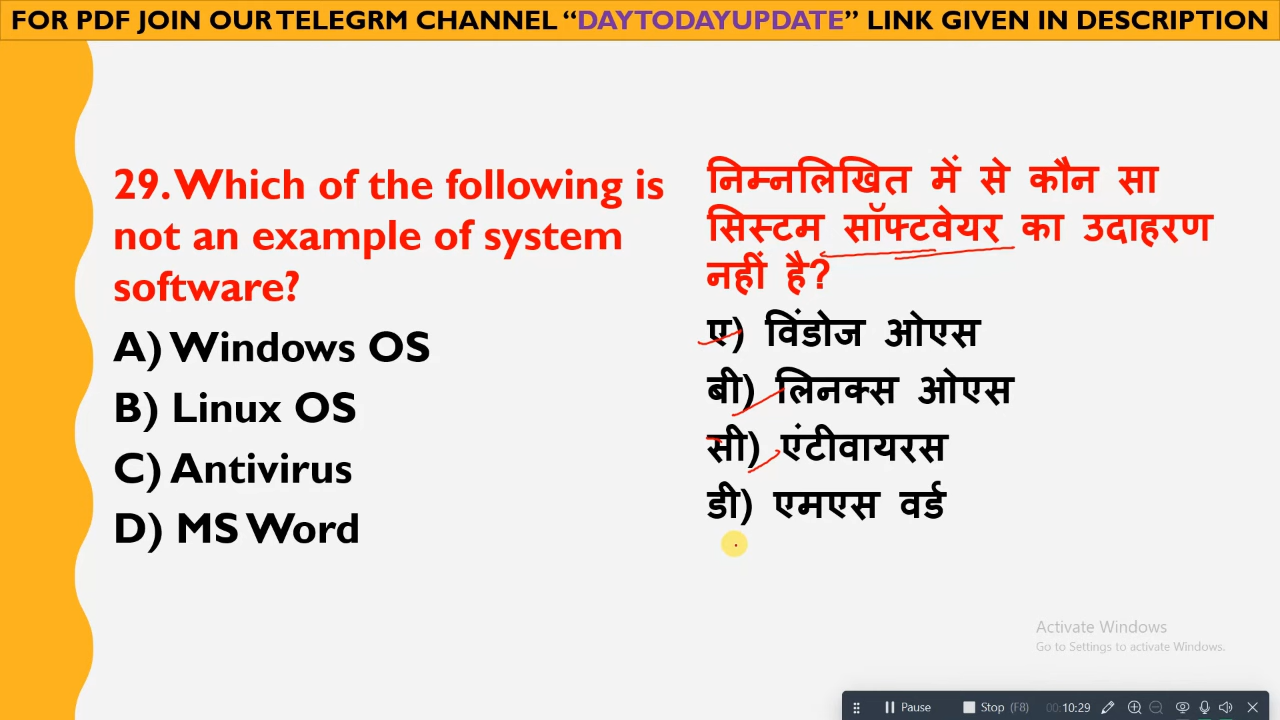 FOR PDF JOIN OUR TELEGRM CHANNEL “DAYTODAYUPDATE” LINK GIVEN IN DESCRIPTION
29. Which of the following is
not an example of system
software?
A) Windows OS
B) Linux OS
C) Antivirus
D) MS Word
निम्नलिखित में से कौन सा
सिस्टम सॉफ्टवेयर का उदाहरण
नहीं है?
ए) विंडोज ओएस
बी) लिनक्स ओएस
सी) एंटीवायरस
डी) एमएस वर्ड
Activate Windows
Go to Settings to activate Windows.
Pause
Stop (F8)
00:10:29